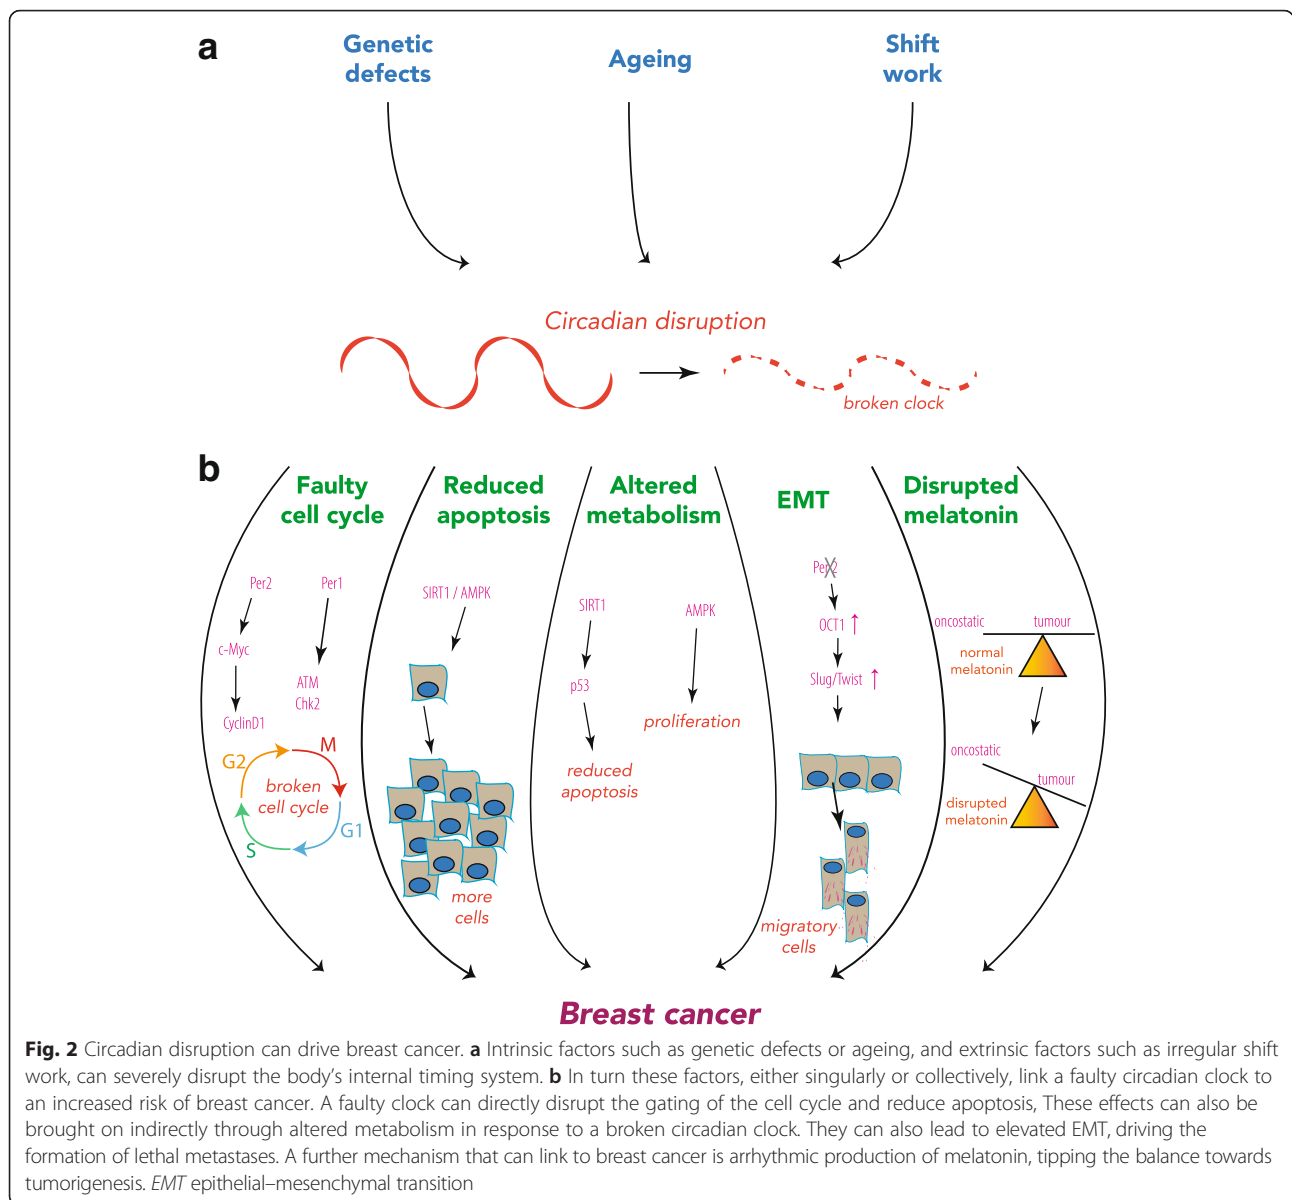 a
Genetic
defects
Ageing
Shift
work
Circadian disruption
broken clock
b
Faulty
cell cycle
Per2
Per1
c-Myc
ATM
Chk2
CyclinD1
G2
M
broken
cell cycle
G1
S
Reduced
apoptosis
SIRT1 / AMPK
more
cells
Altered
metabolism
SIRT1
AMPK
p53
proliferation
reduced
apoptosis
EMT
Per2
OCT1 ↑
Slug/Twist ↑
migratory
cells
Disrupted
melatonin
oncostatic tumour
normal
melatonin
oncostatic
tumour
disrupted
melatonin
Breast cancer
Fig. 2 Circadian disruption can drive breast cancer. a Intrinsic factors such as genetic defects or ageing, and extrinsic factors such as irregular shift
work, can severely disrupt the body's internal timing system. b In turn these factors, either singularly or collectively, link a faulty circadian clock to
an increased risk of breast cancer. A faulty clock can directly disrupt the gating of the cell cycle and reduce apoptosis, These effects can also be
brought on indirectly through altered metabolism in response to a broken circadian clock. They can also lead to elevated EMT, driving the
formation of lethal metastases. A further mechanism that can link to breast cancer is arrhythmic production of melatonin, tipping the balance towards
tumorigenesis. EMT epithelial–mesenchymal transition